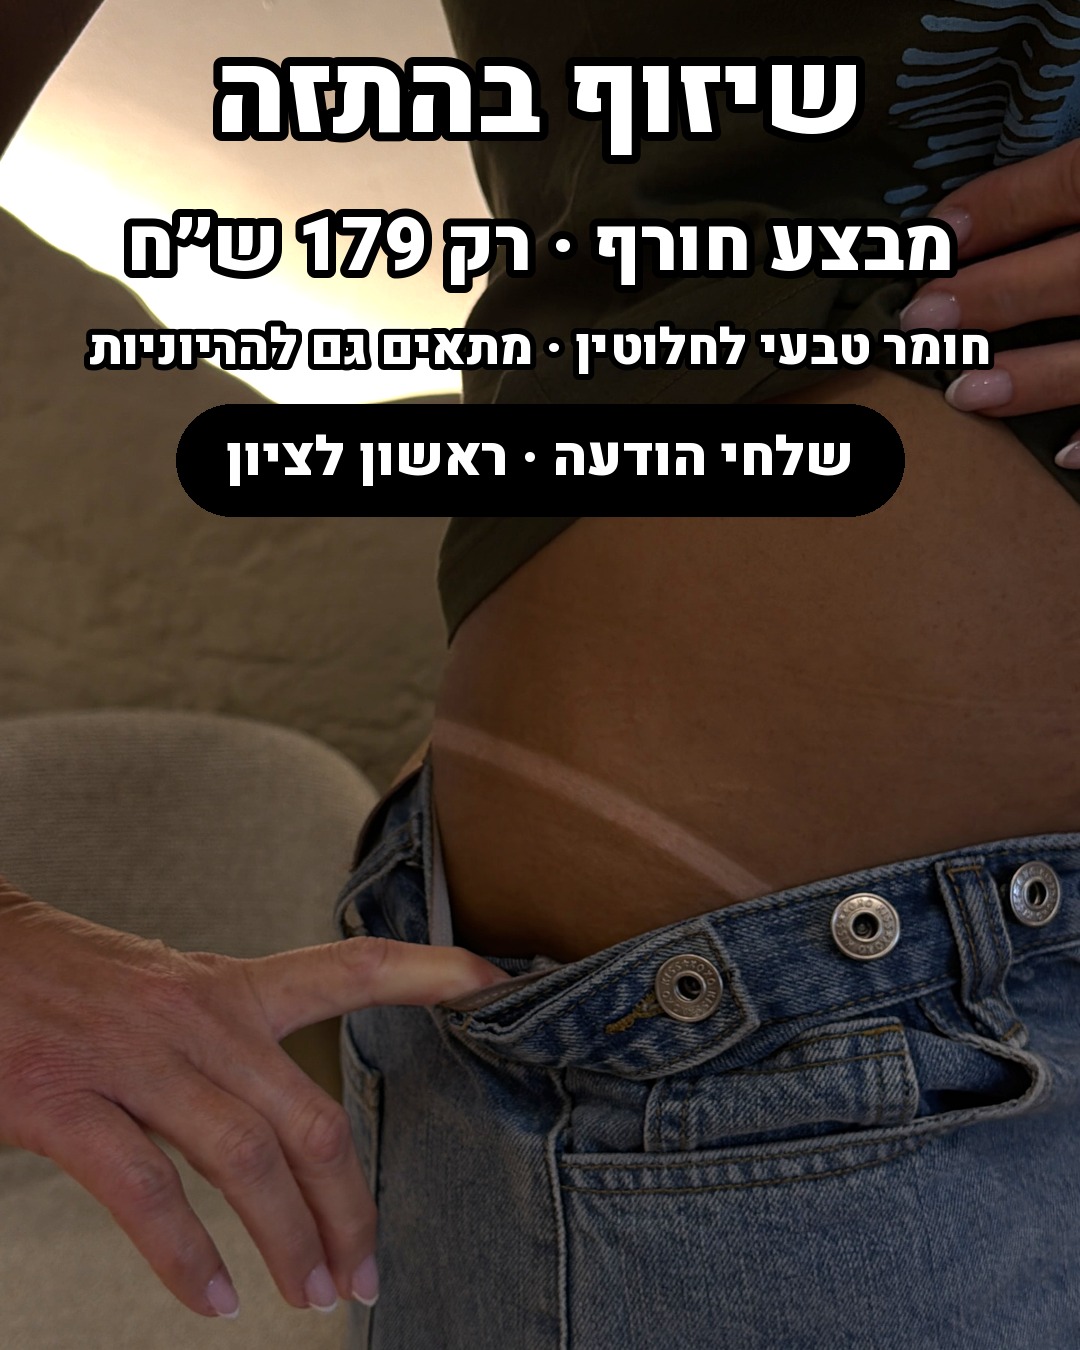 שיזוף בהתזה
מבצע חורף · רק 179 ש״ח
חומר טבעי לחלוטין · מתאים גם להריוניות
שלחי הודעה · ראשון לציון